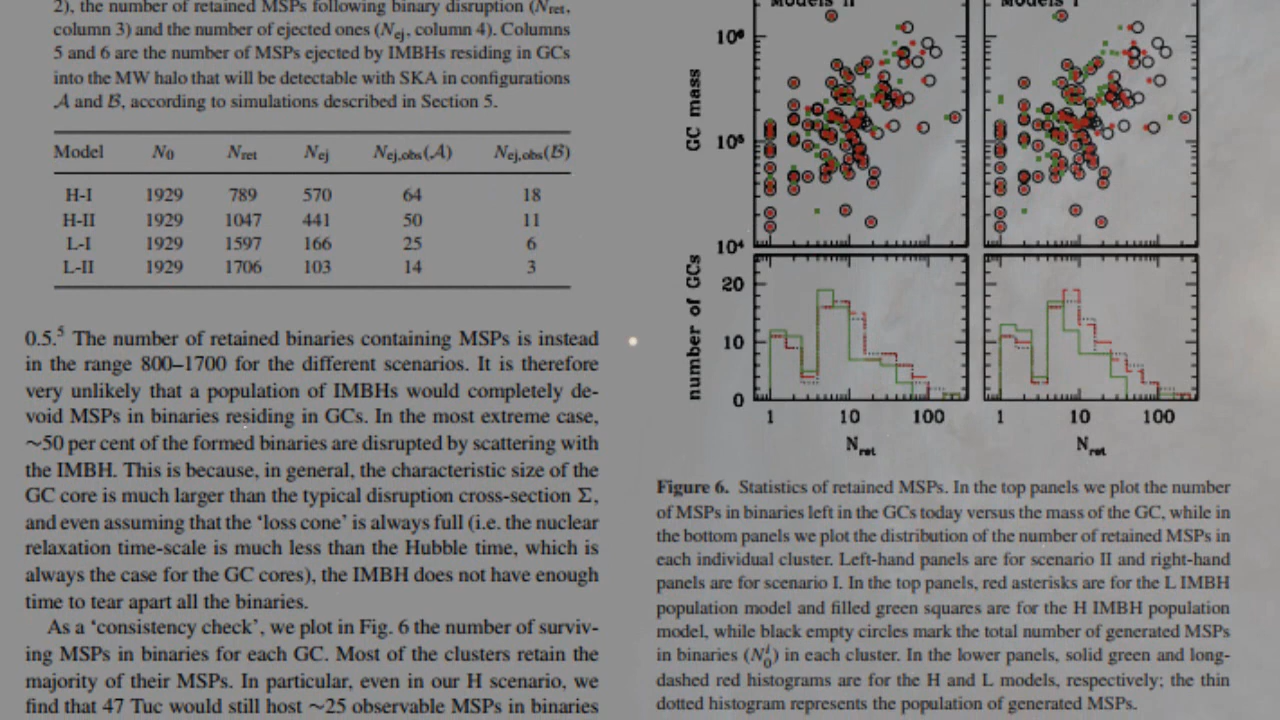 2), the number of retained MSPs following binary disruption (Nret,
column 3) and the number of ejected ones (Nej, column 4). Columns
5 and 6 are the number of MSPs ejected by IMBHs residing in GCs
into the MW halo that will be detectable with SKA in configurations
𝒜 and ℬ, according to simulations described in Section 5.
Model N0 Nret Nej Nej,obs(𝒜) Nej,obs(ℬ)
H-I 1929 789 570 64 18
H-II 1929 1047 441 50 11
L-I 1929 1597 166 25 6
L-II 1929 1706 103 14 3
0.5.5 The number of retained binaries containing MSPs is instead
in the range 800–1700 for the different scenarios. It is therefore
very unlikely that a population of IMBHs would completely de-
void MSPs in binaries residing in GCs. In the most extreme case,
∼50 per cent of the formed binaries are disrupted by scattering with
the IMBH. This is because, in general, the characteristic size of the
GC core is much larger than the typical disruption cross-section Σ,
and even assuming that the ‘loss cone’ is always full (i.e. the nuclear
relaxation time-scale is much less than the Hubble time, which is
always the case for the GC cores), the IMBH does not have enough
time to tear apart all the binaries.
As a ‘consistency check’, we plot in Fig. 6 the number of surviv-
ing MSPs in binaries for each GC. Most of the clusters retain the
majority of their MSPs. In particular, even in our H scenario, we
find that 47 Tuc would still host ∼25 observable MSPs in binaries
Models II Models I
10⁶
GC mass
10⁵
10⁴
number of GCs
20
10
0
1 10 100 1 10 100
Nret Nret
Figure 6. Statistics of retained MSPs. In the top panels we plot the number
of MSPs in binaries left in the GCs today versus the mass of the GC, while in
the bottom panels we plot the distribution of the number of retained MSPs in
each individual cluster. Left-hand panels are for scenario II and right-hand
panels are for scenario I. In the top panels, red asterisks are for the L IMBH
population model and filled green squares are for the H IMBH population
model, while black empty circles mark the total number of generated MSPs
in binaries (N0^i) in each cluster. In the lower panels, solid green and long-
dashed red histograms are for the H and L models, respectively; the thin
dotted histogram represents the population of generated MSPs.